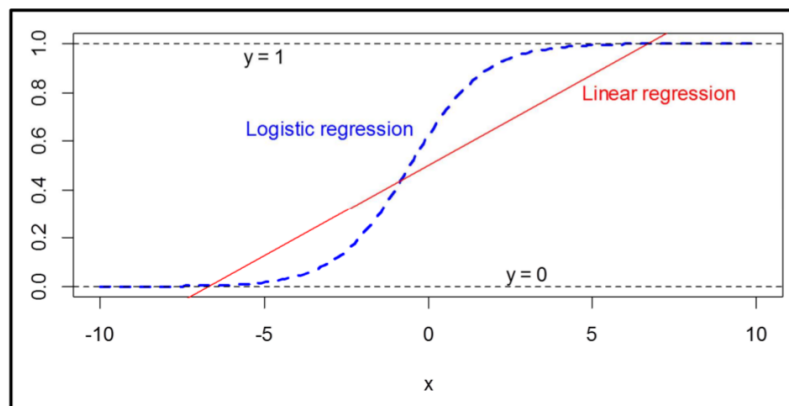 1.0
y = 1
0.8
Linear regression
Logistic regression
0.6
0.4
0.2
y = 0
0.0
-10 -5 0 5 10
x